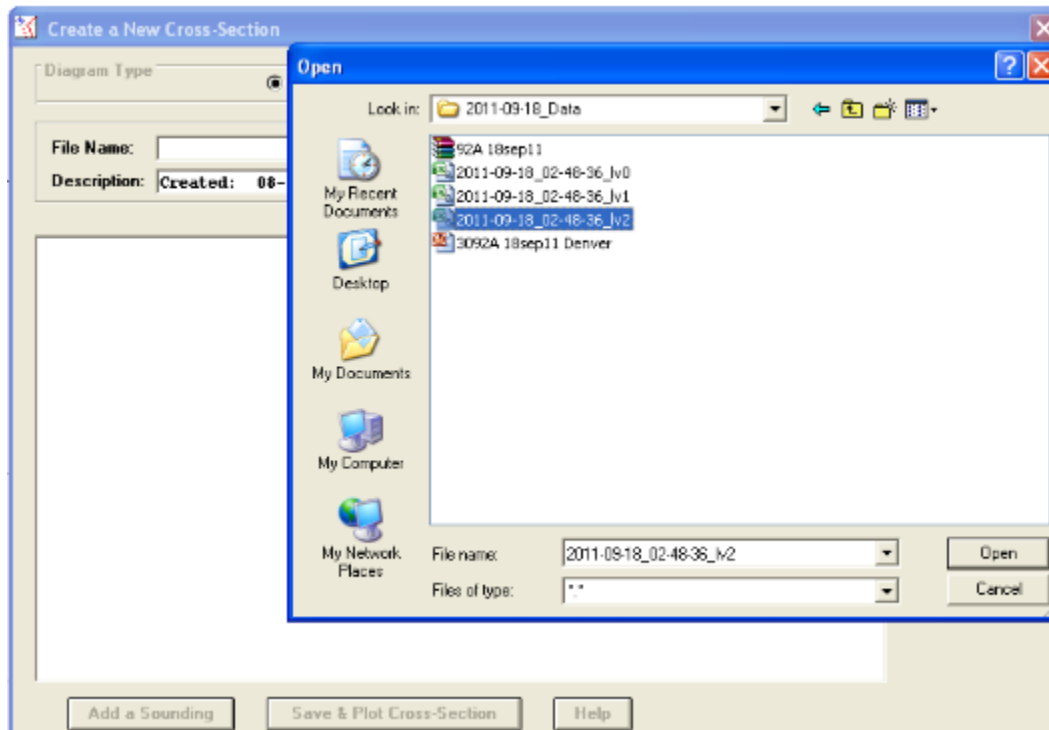 Create a New Cross-Section
Diagram Type
File Name:
Description: Created: 08-
Add a Sounding
Save & Plot Cross-Section
Help
Open
Look in: 2011-09-18_Data
My Recent
Documents
Desktop
My Documents
My Computer
My Network
Places
92A 18sep11
2011-09-18_02-48-36_lv0
2011-09-18_02-48-36_lv1
2011-09-18_02-48-36_lv2
3092A 18sep11 Denver
File name: 2011-09-18_02-48-36_lv2
Open
Files of type: *.*
Cancel